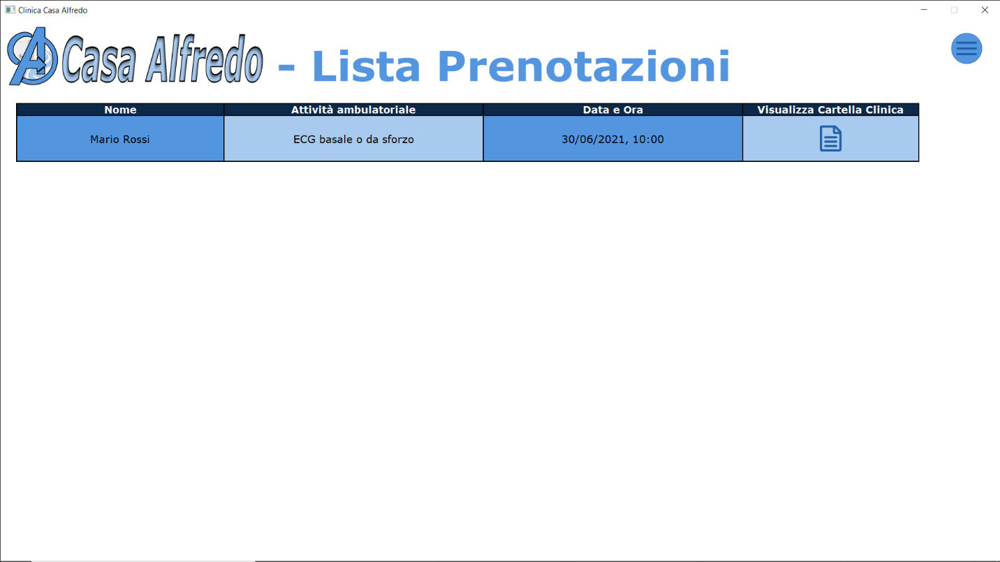 Clinica Casa Alfredo
Casa Alfredo - Lista Prenotazioni
Nome Attività ambulatoriale Data e Ora Visualizza Cartella Clinica
Mario Rossi ECG basale o da sforzo 30/06/2021, 10:00